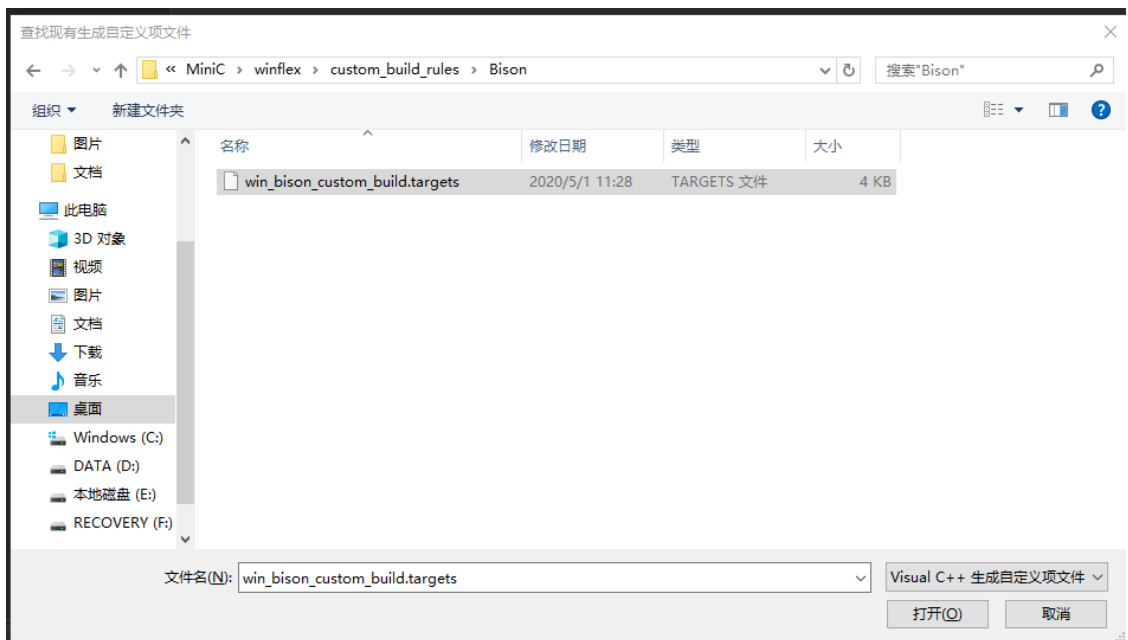 查找现有生成自定义项文件
« MiniC › winflex › custom_build_rules › Bison
搜索"Bison"
组织
新建文件夹
图片
文档
此电脑
3D 对象
视频
图片
文档
下载
音乐
桌面
Windows (C:)
DATA (D:)
本地磁盘 (E:)
RECOVERY (F:)
名称 修改日期 类型 大小
win_bison_custom_build.targets 2020/5/1 11:28 TARGETS 文件 4 KB
文件名(N): win_bison_custom_build.targets
Visual C++ 生成自定义项文件
打开(O) 取消